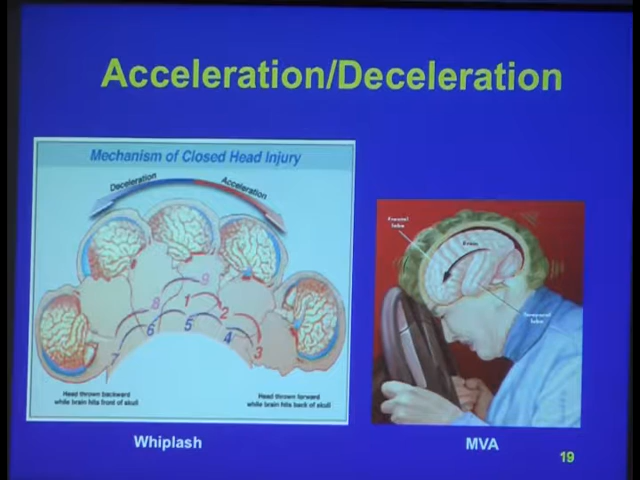 Acceleration/Deceleration
Mechanism of Closed Head Injury
Deceleration
Acceleration
9
8
1
2
7
6
5
4
3
Head thrown backward
while brain hits front of skull
Head thrown forward
while brain hits back of skull
Whiplash
Frontal
lobe
Brain
Temporal
lobe
MVA
19